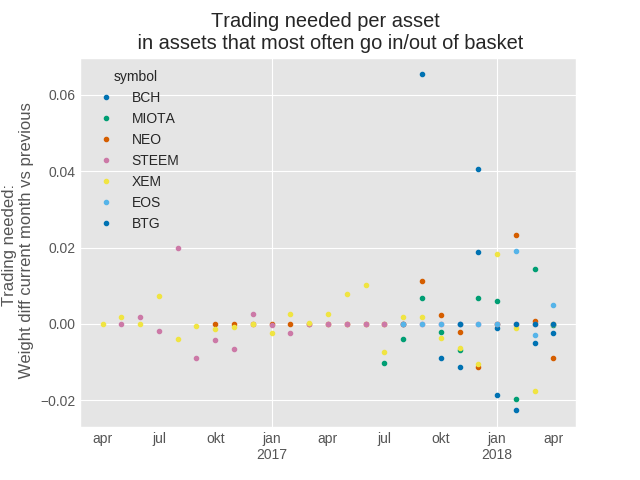 Trading needed per asset
in assets that most often go in/out of basket
Trading needed:
Weight diff current month vs previous
symbol
BCH
MIOTA
NEO
STEEM
XEM
EOS
BTG
0.06
0.04
0.02
0.00
−0.02
apr
jul
okt
jan
2017
apr
jul
okt
jan
2018
apr